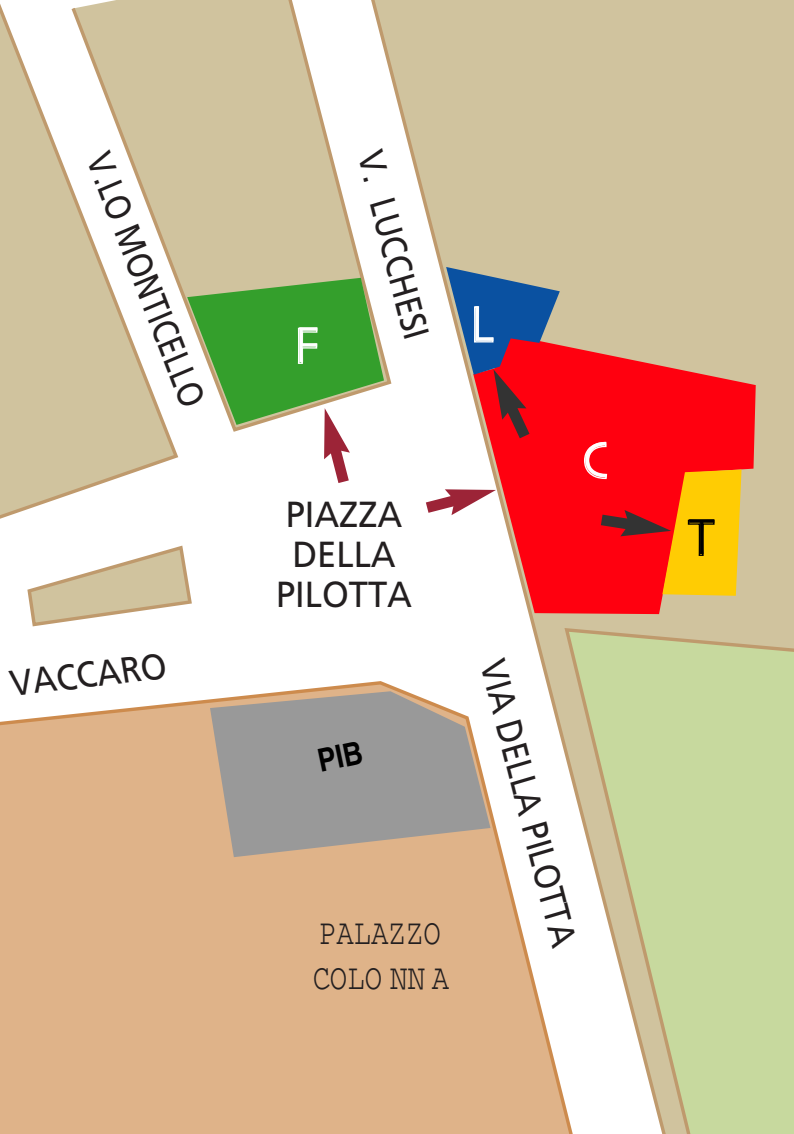 V.LO MONTICELLO
V. LUCCHESI
F
L
C
T
PIAZZA
DELLA
PILOTTA
VACCARO
PIB
VIA DELLA PILOTTA
PALAZZO
COLO NN A